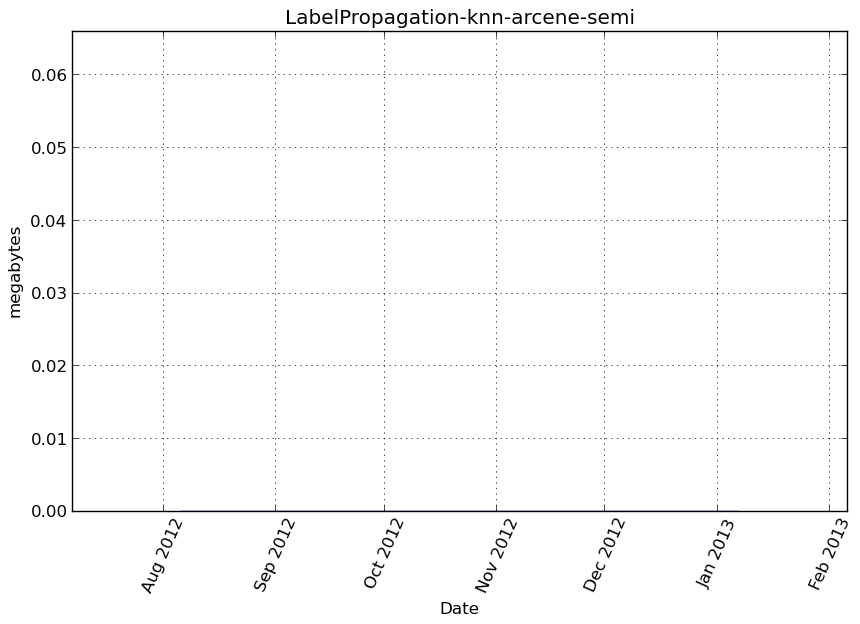 LabelPropagation-knn-arcene-semi
0.06
0.05
0.04
0.03
0.02
0.01
0.00
megabytes
Aug 2012
Sep 2012
Oct 2012
Nov 2012
Dec 2012
Jan 2013
Feb 2013
Date